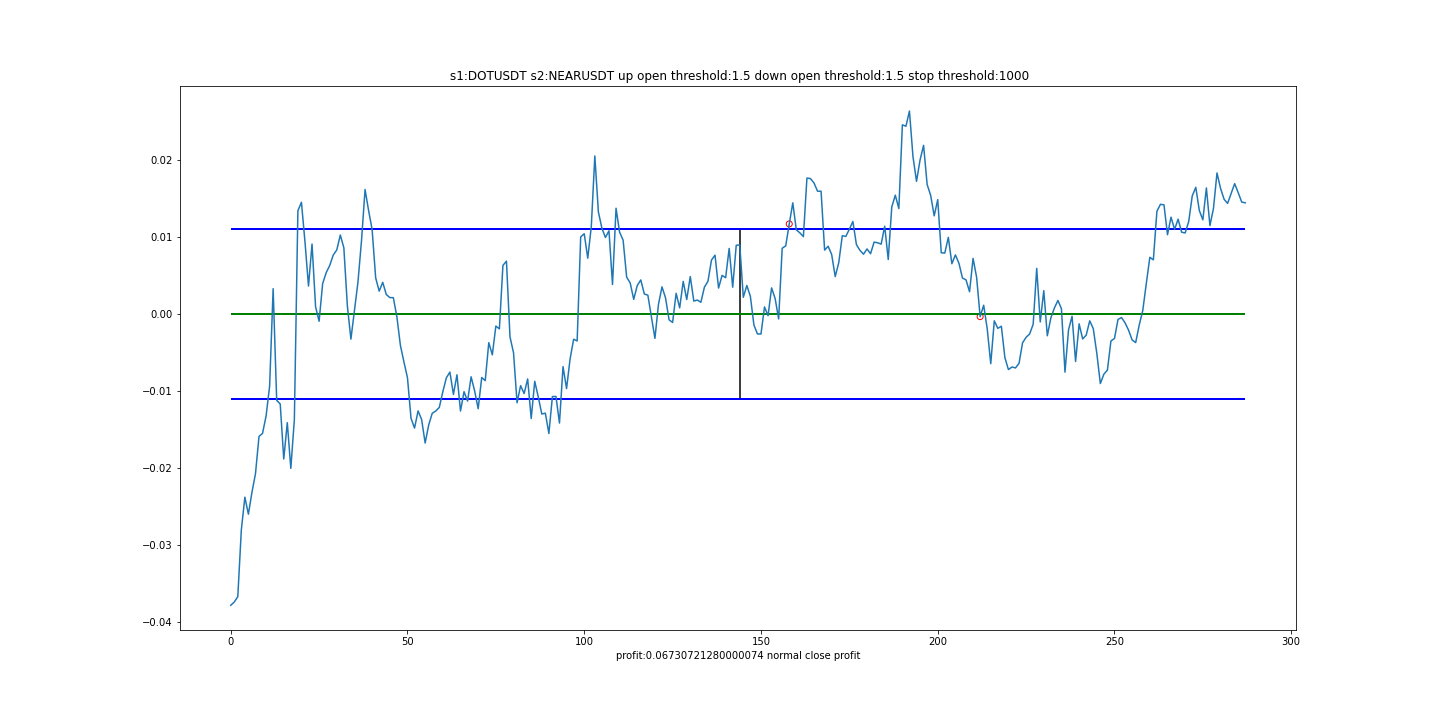 s1:DOTUSDT s2:NEARUSDT up open threshold:1.5 down open threshold:1.5 stop threshold:1000
0.02
0.01
0.00
−0.01
−0.02
−0.03
−0.04
0 50 100 150 200 250 300
profit:0.06730721280000074 normal close profit